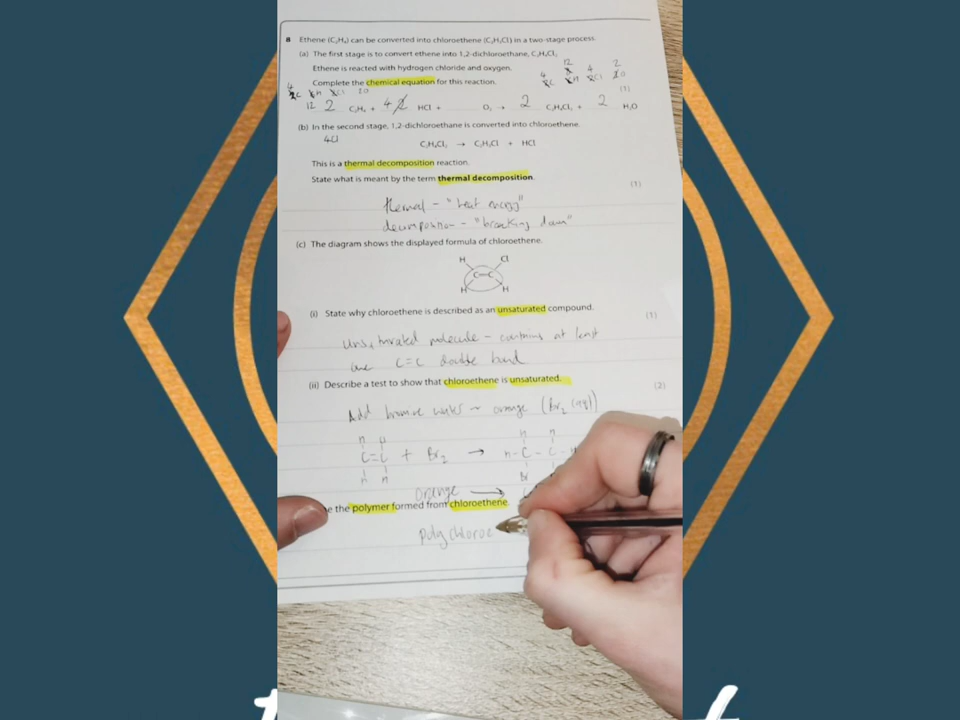 8 Ethene (C₂H₄) can be converted into chloroethene (C₂H₃Cl) in a two-stage process.
(a) The first stage is to convert ethene into 1,2-dichloroethane, C₂H₄Cl₂
Ethene is reacted with hydrogen chloride and oxygen.
Complete the chemical equation for this reaction.
(1)
12 2 C₂H₄ + 4 HCl + O₂ → 2 C₂H₄Cl₂ + 2 H₂O
(b) In the second stage, 1,2-dichloroethane is converted into chloroethene.
4Cl
C₂H₄Cl₂ → C₂H₃Cl + HCl
This is a thermal decomposition reaction.
State what is meant by the term thermal decomposition.
(1)
thermal - "heat energy"
decomposition - "breaking down"
(c) The diagram shows the displayed formula of chloroethene.
H Cl
C=C
H H
(i) State why chloroethene is described as an unsaturated compound.
(1)
Unsaturated molecule - contains at least
one C=C double bond
(ii) Describe a test to show that chloroethene is unsaturated.
(2)
Add bromine water ~ orange (Br₂ (aq))
H H
C=C + Br₂ → H-C-C-H
H H Br
orange →
the polymer formed from chloroethene.
polychloroe